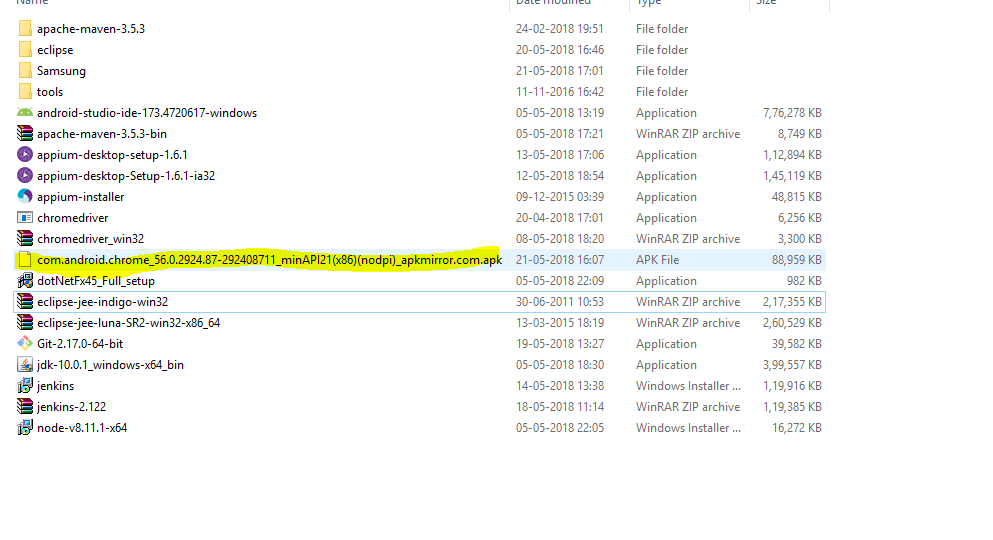 Name Date modified Type Size
apache-maven-3.5.3 24-02-2018 19:51 File folder
eclipse 20-05-2018 16:46 File folder
Samsung 21-05-2018 17:01 File folder
tools 11-11-2016 16:42 File folder
android-studio-ide-173.4720617-windows 05-05-2018 13:19 Application 7,76,278 KB
apache-maven-3.5.3-bin 05-05-2018 17:21 WinRAR ZIP archive 8,749 KB
appium-desktop-setup-1.6.1 13-05-2018 17:06 Application 1,12,894 KB
appium-desktop-Setup-1.6.1-ia32 12-05-2018 18:54 Application 1,45,119 KB
appium-installer 09-12-2015 03:39 Application 48,815 KB
chromedriver 20-04-2018 17:01 Application 6,256 KB
chromedriver_win32 08-05-2018 18:20 WinRAR ZIP archive 3,300 KB
com.android.chrome_56.0.2924.87-292408711_minAPI21(x86)(nodpi)_apkmirror.com.apk 21-05-2018 16:07 APK File 88,959 KB
dotNetFx45_Full_setup 05-05-2018 22:09 Application 982 KB
eclipse-jee-indigo-win32 30-06-2011 10:53 WinRAR ZIP archive 2,17,355 KB
eclipse-jee-luna-SR2-win32-x86_64 13-03-2015 18:19 WinRAR ZIP archive 2,60,529 KB
Git-2.17.0-64-bit 19-05-2018 13:27 Application 39,582 KB
jdk-10.0.1_windows-x64_bin 05-05-2018 18:30 Application 3,99,557 KB
jenkins 14-05-2018 13:38 Windows Installer ... 1,19,916 KB
jenkins-2.122 18-05-2018 11:14 WinRAR ZIP archive 1,19,385 KB
node-v8.11.1-x64 05-05-2018 22:05 Windows Installer ... 16,272 KB